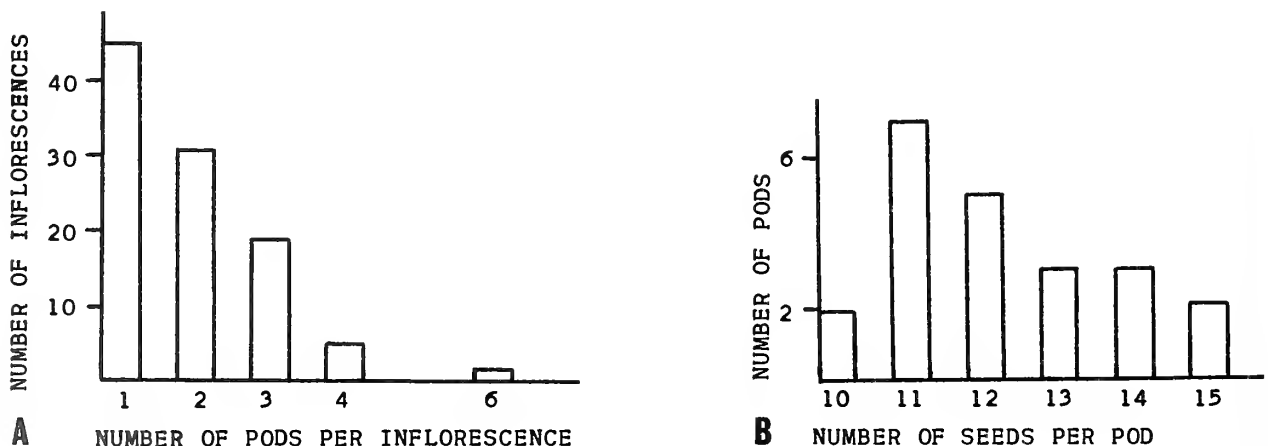 NUMBER OF INFLORESCENCES
40
30
20
10
1 2 3 4 6
A NUMBER OF PODS PER INFLORESCENCE
NUMBER OF PODS
6
2
10 11 12 13 14 15
B NUMBER OF SEEDS PER POD